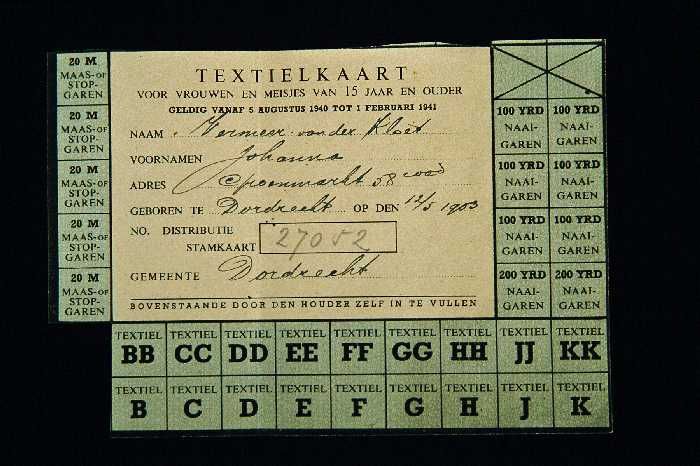 TEXTIELKAART
VOOR VROUWEN EN MEISJES VAN 15 JAAR EN OUDER
GELDIG VANAF 5 AUGUSTUS 1940 TOT 1 FEBRUARI 1941
NAAM Vermeer-van der Kloet
VOORNAMEN Johanna
ADRES Groenmarkt 58 rood
GEBOREN TE Dordrecht OP DEN 12/5 1903
NO. DISTRIBUTIE
STAMKAART 27052
GEMEENTE Dordrecht
BOVENSTAANDE DOOR DEN HOUDER ZELF IN TE VULLEN
20 M
MAAS- OF
STOP-
GAREN
20 M
MAAS- OF
STOP-
GAREN
20 M
MAAS- OF
STOP-
GAREN
20 M
MAAS- OF
STOP-
GAREN
20 M
MAAS- OF
STOP-
GAREN
100 YRD 100 YRD
NAAI- NAAI-
GAREN GAREN
100 YRD 100 YRD
NAAI- NAAI-
GAREN GAREN
100 YRD 100 YRD
NAAI- NAAI-
GAREN GAREN
200 YRD 200 YRD
NAAI- NAAI-
GAREN GAREN
TEXTIEL TEXTIEL TEXTIEL TEXTIEL TEXTIEL TEXTIEL TEXTIEL TEXTIEL TEXTIEL
BB CC DD EE FF GG HH JJ KK
TEXTIEL TEXTIEL TEXTIEL TEXTIEL TEXTIEL TEXTIEL TEXTIEL TEXTIEL TEXTIEL
B C D E F G H J K